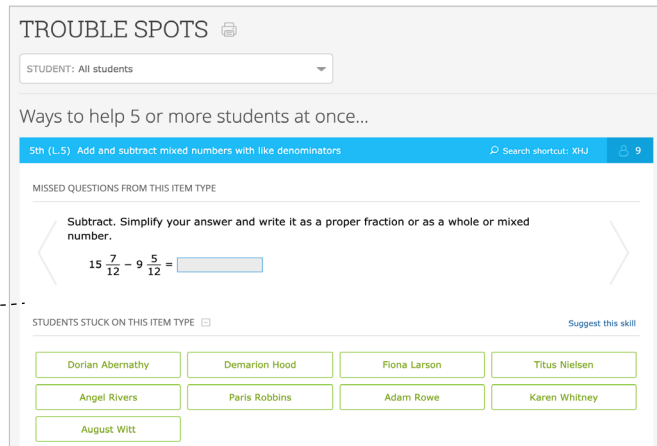 TROUBLE SPOTS
STUDENT: All students
Ways to help 5 or more students at once...
5th (L.5) Add and subtract mixed numbers with like denominators Search shortcut: XHJ 9
MISSED QUESTIONS FROM THIS ITEM TYPE
Subtract. Simplify your answer and write it as a proper fraction or as a whole or mixed
number.
15 7/12 − 9 5/12 =
STUDENTS STUCK ON THIS ITEM TYPE Suggest this skill
Dorian Abernathy Demarion Hood Fiona Larson Titus Nielsen
Angel Rivers Paris Robbins Adam Rowe Karen Whitney
August Witt